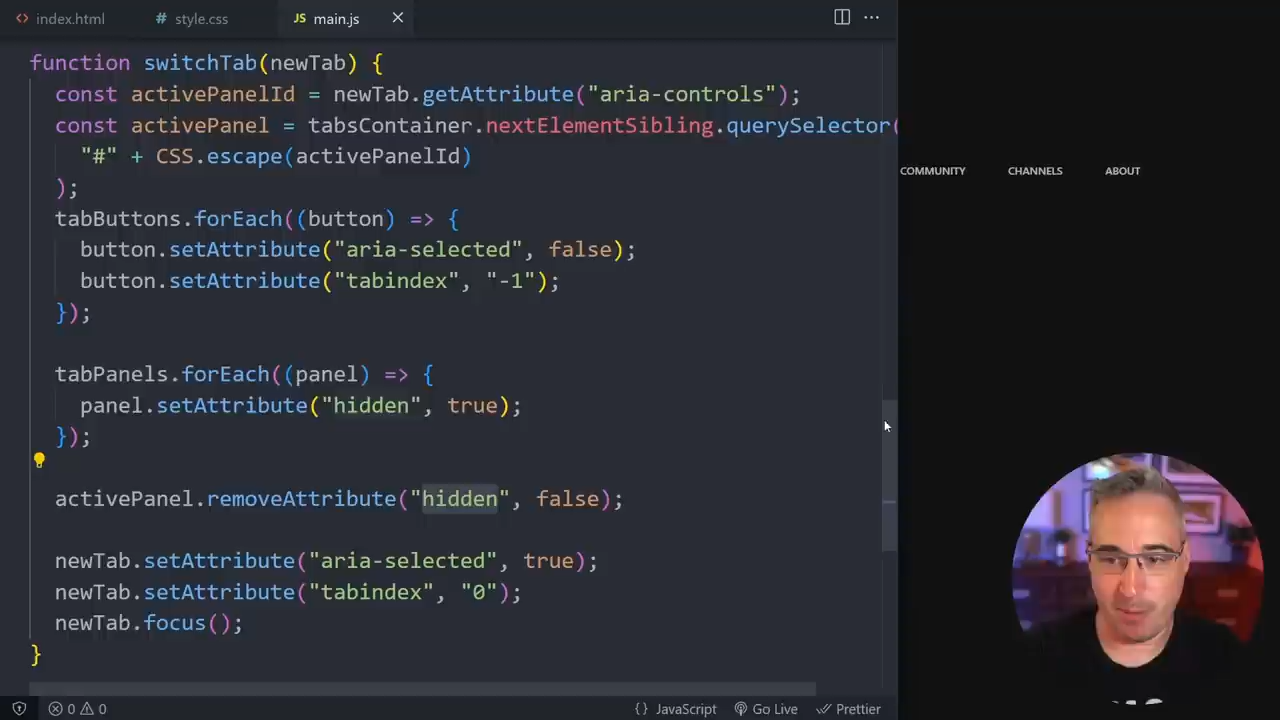 index.html
style.css
JS main.js
function switchTab(newTab) {
const activePanelId = newTab.getAttribute("aria-controls");
const activePanel = tabsContainer.nextElementSibling.querySelector(
"#" + CSS.escape(activePanelId)
);
tabButtons.forEach((button) => {
button.setAttribute("aria-selected", false);
button.setAttribute("tabindex", "-1");
});
tabPanels.forEach((panel) => {
panel.setAttribute("hidden", true);
});
activePanel.removeAttribute("hidden", false);
newTab.setAttribute("aria-selected", true);
newTab.setAttribute("tabindex", "0");
newTab.focus();
}
COMMUNITY
CHANNELS
ABOUT
0 0
{} JavaScript
Go Live
Prettier